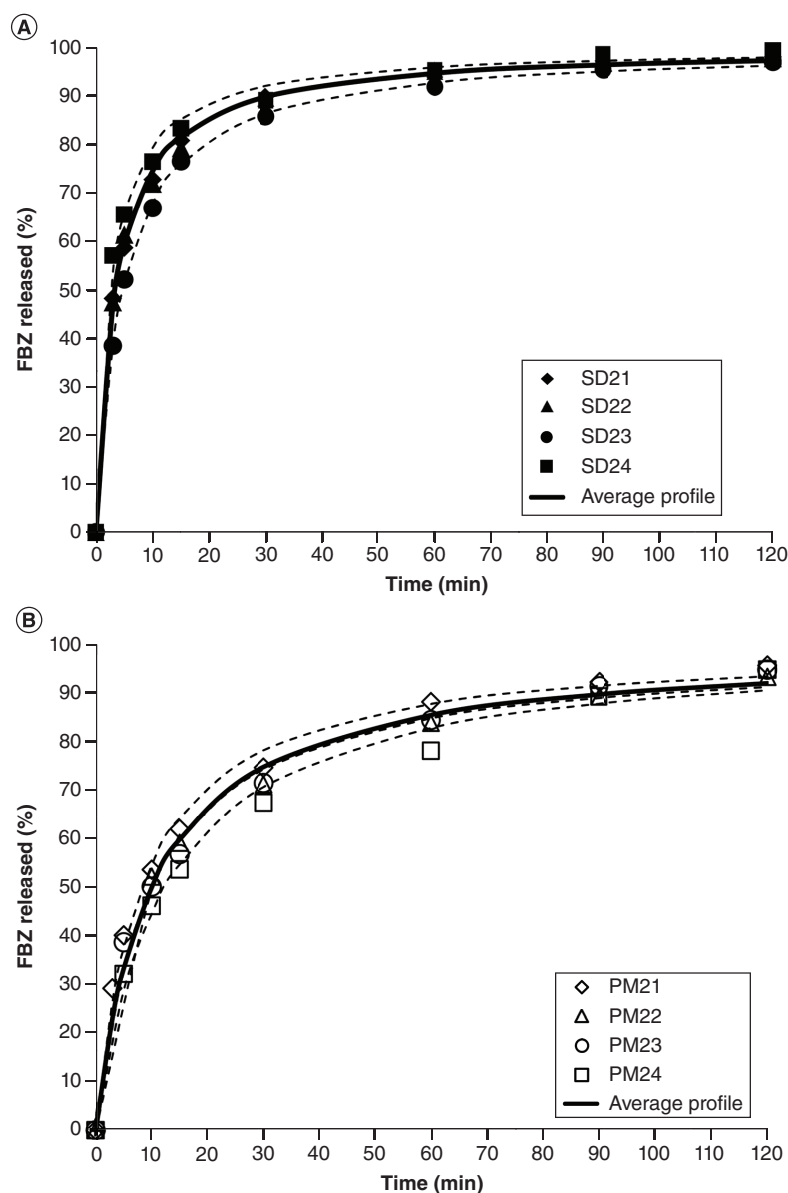 A
100
90
80
70
60
50
40
30
20
10
0
FBZ released (%)
SD21
SD22
SD23
SD24
Average profile
0 10 20 30 40 50 60 70 80 90 100 110 120
Time (min)
B
100
90
80
70
60
50
40
30
20
10
0
FBZ released (%)
PM21
PM22
PM23
PM24
Average profile
0 10 20 30 40 50 60 70 80 90 100 110 120
Time (min)